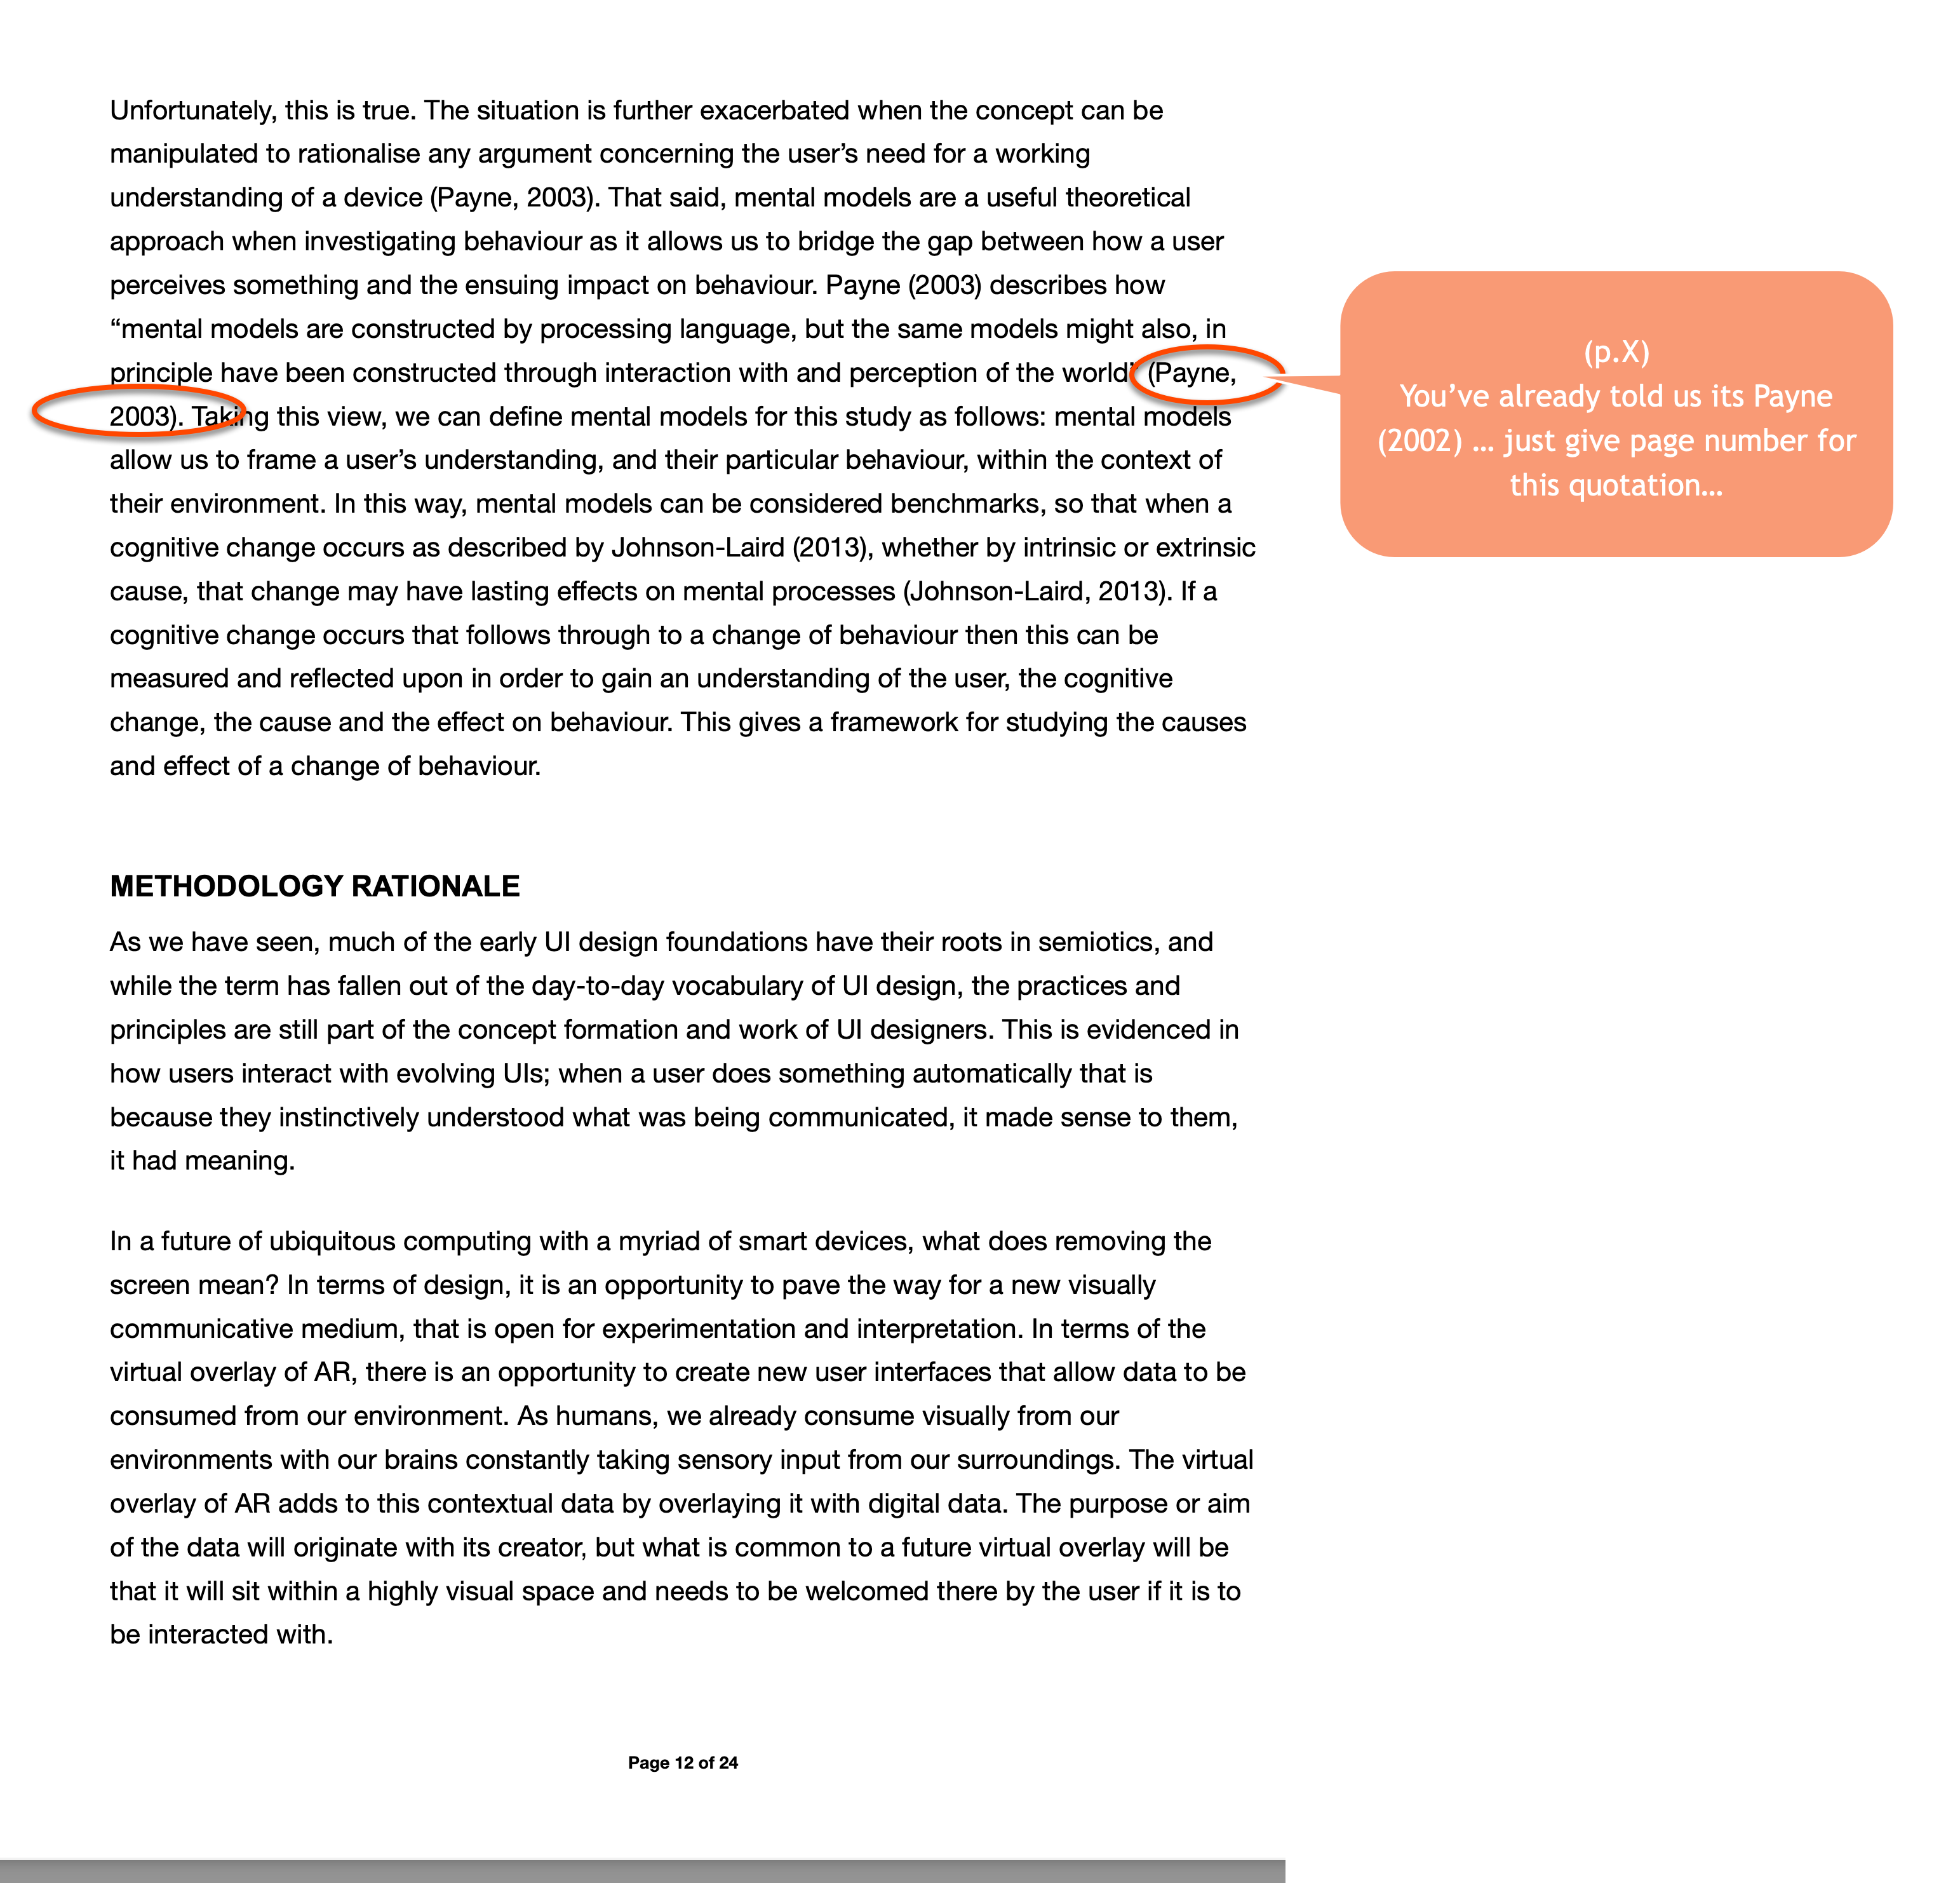 Unfortunately, this is true. The situation is further exacerbated when the concept can be
manipulated to rationalise any argument concerning the user’s need for a working
understanding of a device (Payne, 2003). That said, mental models are a useful theoretical
approach when investigating behaviour as it allows us to bridge the gap between how a user
perceives something and the ensuing impact on behaviour. Payne (2003) describes how
“mental models are constructed by processing language, but the same models might also, in
principle have been constructed through interaction with and perception of the world” (Payne,
2003). Taking this view, we can define mental models for this study as follows: mental models
allow us to frame a user’s understanding, and their particular behaviour, within the context of
their environment. In this way, mental models can be considered benchmarks, so that when a
cognitive change occurs as described by Johnson-Laird (2013), whether by intrinsic or extrinsic
cause, that change may have lasting effects on mental processes (Johnson-Laird, 2013). If a
cognitive change occurs that follows through to a change of behaviour then this can be
measured and reflected upon in order to gain an understanding of the user, the cognitive
change, the cause and the effect on behaviour. This gives a framework for studying the causes
and effect of a change of behaviour.
(p.X)
You’ve already told us its Payne
(2002) … just give page number for
this quotation…
METHODOLOGY RATIONALE
As we have seen, much of the early UI design foundations have their roots in semiotics, and
while the term has fallen out of the day-to-day vocabulary of UI design, the practices and
principles are still part of the concept formation and work of UI designers. This is evidenced in
how users interact with evolving UIs; when a user does something automatically that is
because they instinctively understood what was being communicated, it made sense to them,
it had meaning.
In a future of ubiquitous computing with a myriad of smart devices, what does removing the
screen mean? In terms of design, it is an opportunity to pave the way for a new visually
communicative medium, that is open for experimentation and interpretation. In terms of the
virtual overlay of AR, there is an opportunity to create new user interfaces that allow data to be
consumed from our environment. As humans, we already consume visually from our
environments with our brains constantly taking sensory input from our surroundings. The virtual
overlay of AR adds to this contextual data by overlaying it with digital data. The purpose or aim
of the data will originate with its creator, but what is common to a future virtual overlay will be
that it will sit within a highly visual space and needs to be welcomed there by the user if it is to
be interacted with.
Page 12 of 24